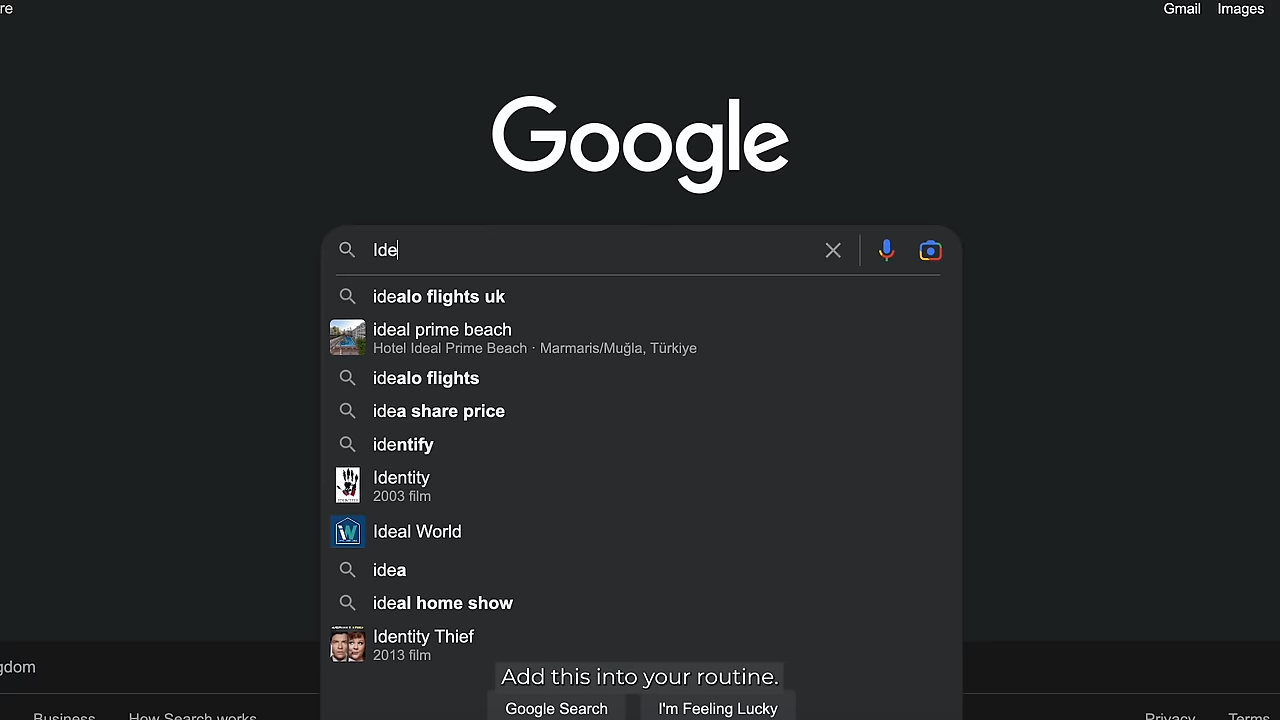 re
Gmail Images
Google
Ide
idealo flights uk
ideal prime beach
Hotel Ideal Prime Beach · Marmaris/Muğla, Türkiye
idealo flights
idea share price
identify
Identity
2003 film
Ideal World
idea
ideal home show
Identity Thief
2013 film
gdom
Add this into your routine.
Google Search I'm Feeling Lucky
Business How Search works
Privacy Terms